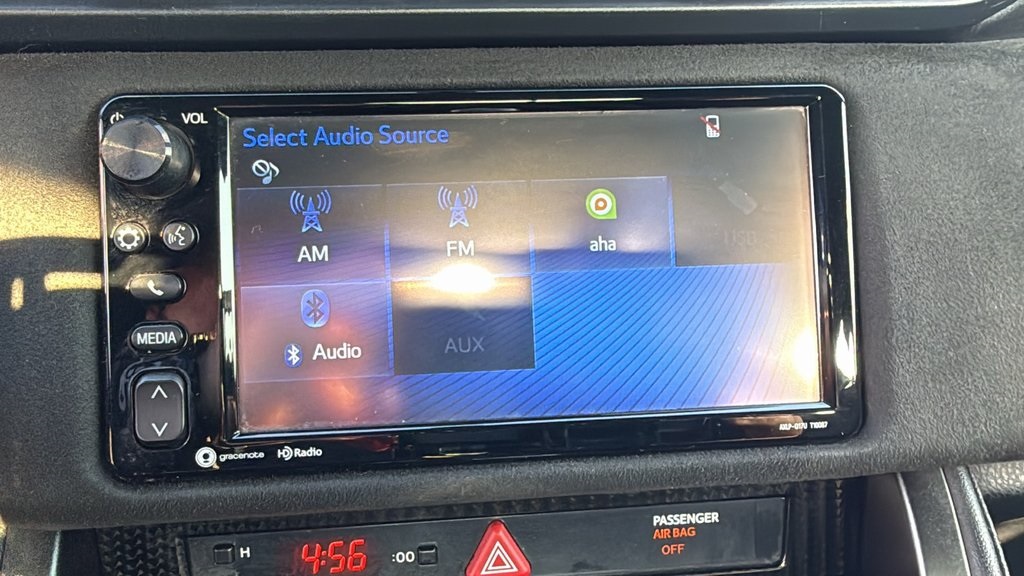 VOL
Select Audio Source
AM
FM
aha
USB
Audio
AUX
MEDIA
gracenote
HD Radio
PASSENGER
AIR BAG
OFF
H
4:56
:00